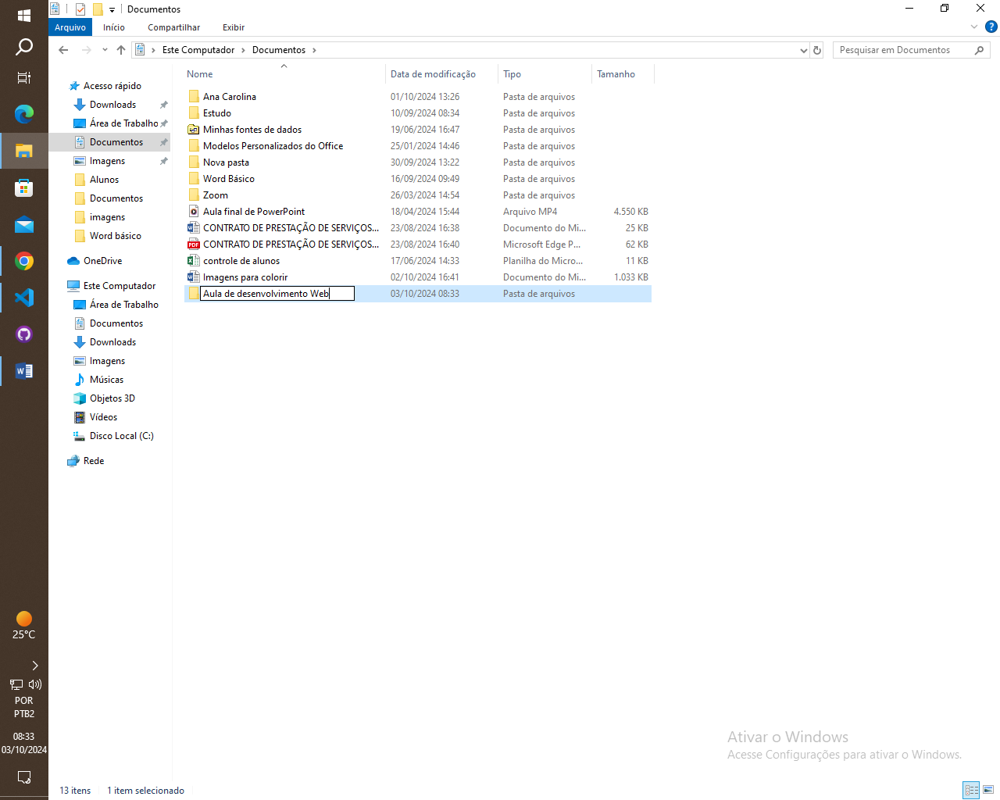 Documentos
Arquivo Início Compartilhar Exibir ?
Este Computador Documentos Pesquisar em Documentos
Nome Data de modificação Tipo Tamanho
Acesso rápido
Downloads
Área de Trabalho
Documentos
Imagens
Alunos
Documentos
imagens
Word básico
OneDrive
Este Computador
Área de Trabalho
Documentos
Downloads
Imagens
Músicas
Objetos 3D
Vídeos
Disco Local (C:)
Rede
Ana Carolina 01/10/2024 13:26 Pasta de arquivos
Estudo 10/09/2024 08:34 Pasta de arquivos
Minhas fontes de dados 19/06/2024 16:47 Pasta de arquivos
Modelos Personalizados do Office 25/01/2024 14:46 Pasta de arquivos
Nova pasta 30/09/2024 13:22 Pasta de arquivos
Word Básico 16/09/2024 09:49 Pasta de arquivos
Zoom 26/03/2024 14:54 Pasta de arquivos
Aula final de PowerPoint 18/04/2024 15:44 Arquivo MP4 4.550 KB
CONTRATO DE PRESTAÇÃO DE SERVIÇOS... 23/08/2024 16:38 Documento do Mi... 25 KB
PDF CONTRATO DE PRESTAÇÃO DE SERVIÇOS... 23/08/2024 16:40 Microsoft Edge P... 62 KB
controle de alunos 17/06/2024 14:33 Planilha do Micro... 11 KB
Imagens para colorir 02/10/2024 16:41 Documento do Mi... 1.033 KB
Aula de desenvolvimento Web 03/10/2024 08:33 Pasta de arquivos
25°C
POR
PTB2
08:33
03/10/2024
Ativar o Windows
Acesse Configurações para ativar o Windows.
13 itens 1 item selecionado